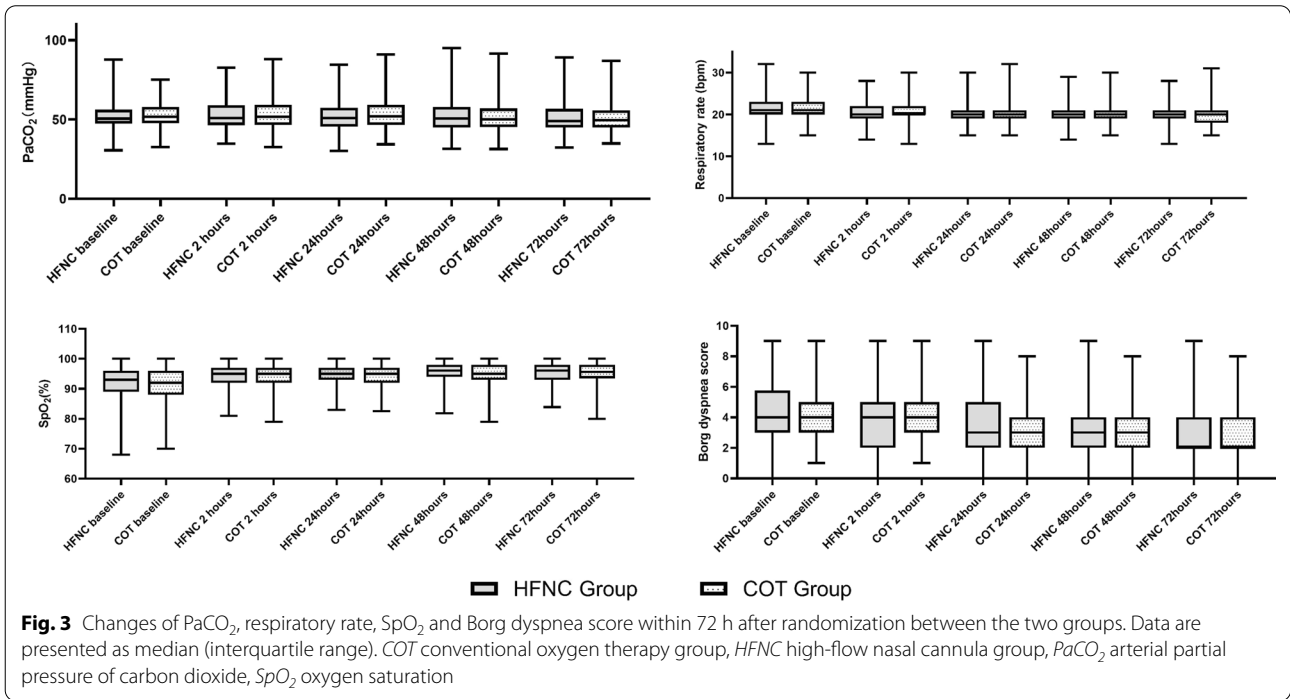 PaCO₂(mmHg)
100
50
0
HFNC baseline
COT baseline
HFNC 2 hours
COT 2 hours
HFNC 24hours
COT 24hours
HFNC 48hours
COT 48hours
HFNC 72hours
COT 72hours
Respiratory rate (bpm)
30
20
10
0
HFNC baseline
COT baseline
HFNC 2 hours
COT 2 hours
HFNC 24hours
COT 24hours
HFNC 48hours
COT 48hours
HFNC 72hours
COT 72hours
SpO₂(%)
110
100
90
80
70
60
HFNC baseline
COT baseline
HFNC 2 hours
COT 2 hours
HFNC 24hours
COT 24hours
HFNC 48hours
COT 48hours
HFNC 72hours
COT 72hours
Borg dyspnea score
10
8
6
4
2
0
HFNC baseline
COT baseline
HFNC 2 hours
COT 2 hours
HFNC 24hours
COT 24hours
HFNC 48hours
COT 48hours
HFNC 72hours
COT 72hours
HFNC Group COT Group
Fig. 3 Changes of PaCO₂, respiratory rate, SpO₂ and Borg dyspnea score within 72 h after randomization between the two groups. Data are
presented as median (interquartile range). COT conventional oxygen therapy group, HFNC high-flow nasal cannula group, PaCO₂ arterial partial
pressure of carbon dioxide, SpO₂ oxygen saturation